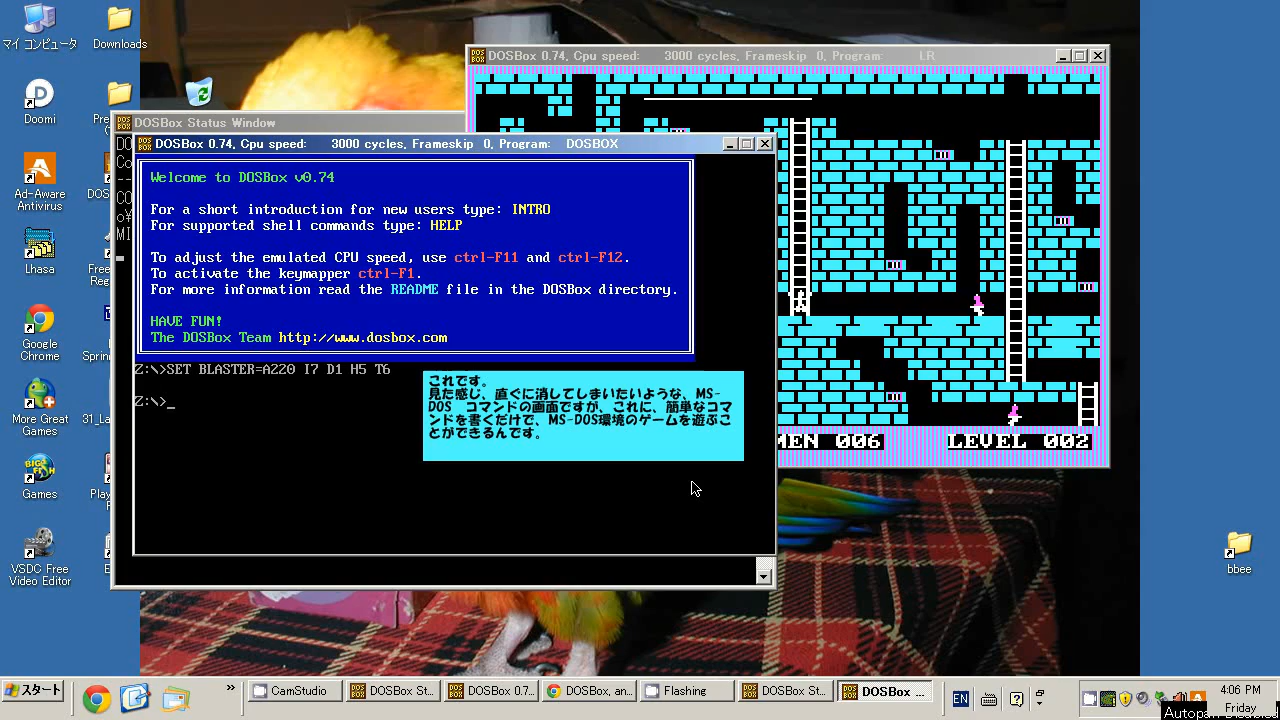 マイ コンピュータ
Downloads
Doomi
Ad-Aware
Antivirus
Lhasa
Google
Chrome
More Great
Games
Games
VSDC Free
Video Editor
bbee
DOSBox 0.74, Cpu speed: 3000 cycles, Frameskip 0, Program: LR
MEN 006
LEVEL 002
DOSBox Status Window
DOSBox 0.74, Cpu speed: 3000 cycles, Frameskip 0, Program: DOSBOX
Welcome to DOSBox v0.74
For a short introduction for new users type: INTRO
For supported shell commands type: HELP
To adjust the emulated CPU speed, use ctrl-F11 and ctrl-F12.
To activate the keymapper ctrl-F1.
For more information read the README file in the DOSBox directory.
HAVE FUN!
The DOSBox Team http://www.dosbox.com
Z:\>SET BLASTER=A220 I7 D1 H5 T6
Z:\>_
これです。
見た感じ、直ぐに消してしまいたいような、MS-
DOS コマンドの画面ですが、これに、簡単なコマ
ンドを書くだけで、MS-DOS環境のゲームを遊ぶこ
とができるんです。
スタート
CamStudio
DOSBox St...
DOSBox 0.7...
DOSBox, an...
Flashing
DOSBox St...
DOSBox ...
EN
4:06 PM
Friday